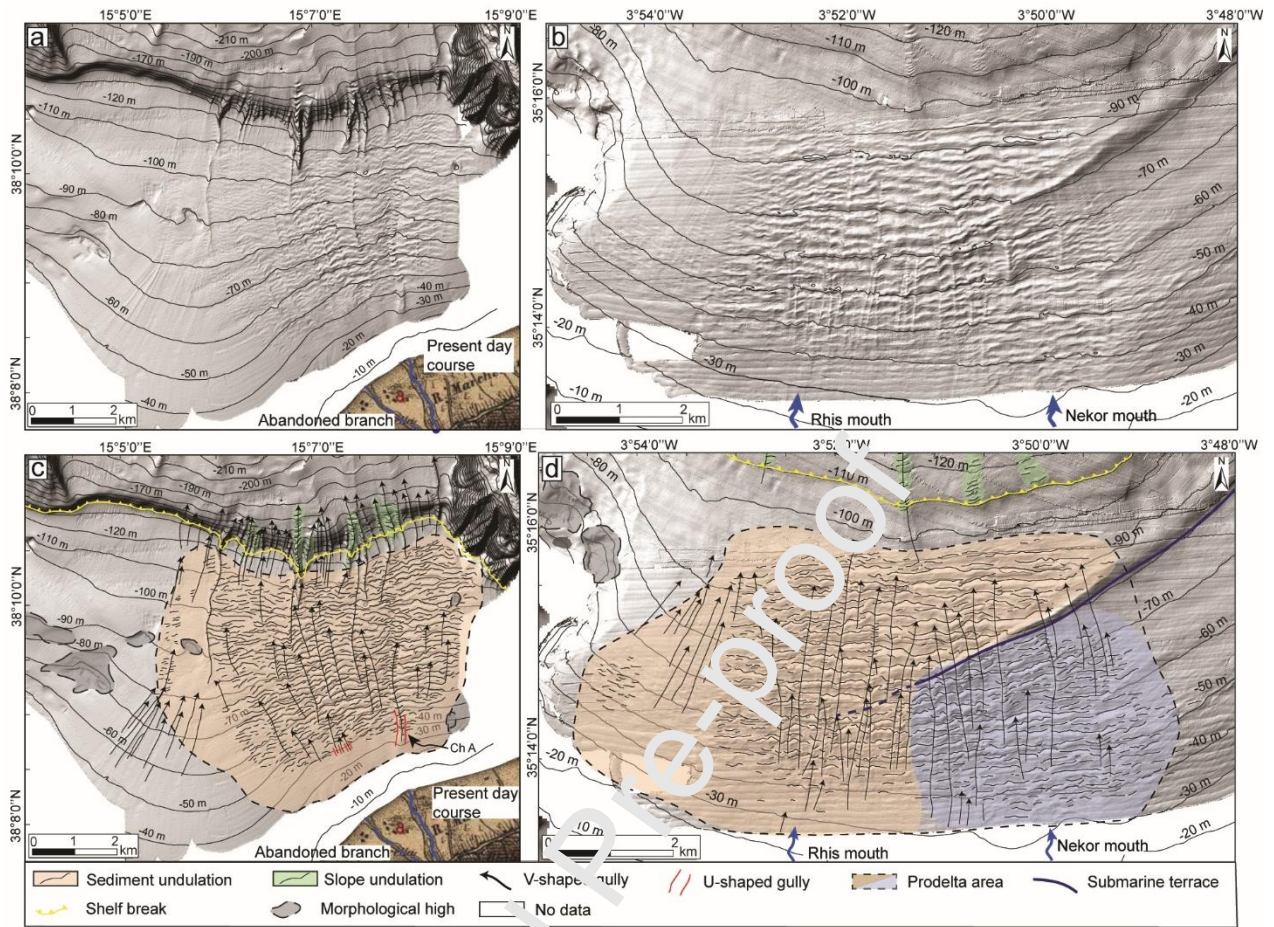 15°5'0"E
15°7'0"E
15°9'0"E
3°54'0"W
3°52'0"W
3°50'0"W
3°48'0"W
a
N
-210 m
-200 m
-170 m
-190 m
-120 m
-110 m
-100 m
-90 m
-80 m
-70 m
-60 m
-50 m
-40 m
-40 m
-30 m
-10 m
38°10'0"N
38°8'0"N
Present day
course
Abandoned branch
0 1 2
km
b
N
-80 m
-110 m
-120 m
-100 m
-90 m
-70 m
-60 m
-50 m
-40 m
-30 m
-30 m
-20 m
-20 m
-10 m
35°16'0"N
35°14'0"N
Rhis mouth
Nekor mouth
0 1 2
km
15°5'0"E
15°7'0"E
15°9'0"E
3°54'0"W
3°52'0"W
3°50'0"W
3°48'0"W
c
N
-210 m
-200 m
-170 m
-190 m
-120 m
-110 m
-100 m
-90 m
-80 m
-70 m
-60 m
-50 m
-40 m
-40 m
-30 m
-20 m
-10 m
Ch A
38°10'0"N
38°8'0"N
Present day
course
Abandoned branch
0 1 2
km
d
N
-80 m
-110 m
-120 m
-100 m
-90 m
-70 m
-60 m
-50 m
-40 m
-30 m
-30 m
-20 m
-20 m
10 m
35°16'0"N
35°14'0"N
Rhis mouth
Nekor mouth
0 1 2
km
pre-proof
Sediment undulation
Slope undulation
V-shaped gully
U-shaped gully
Prodelta area
Submarine terrace
Shelf break
Morphological high
No data